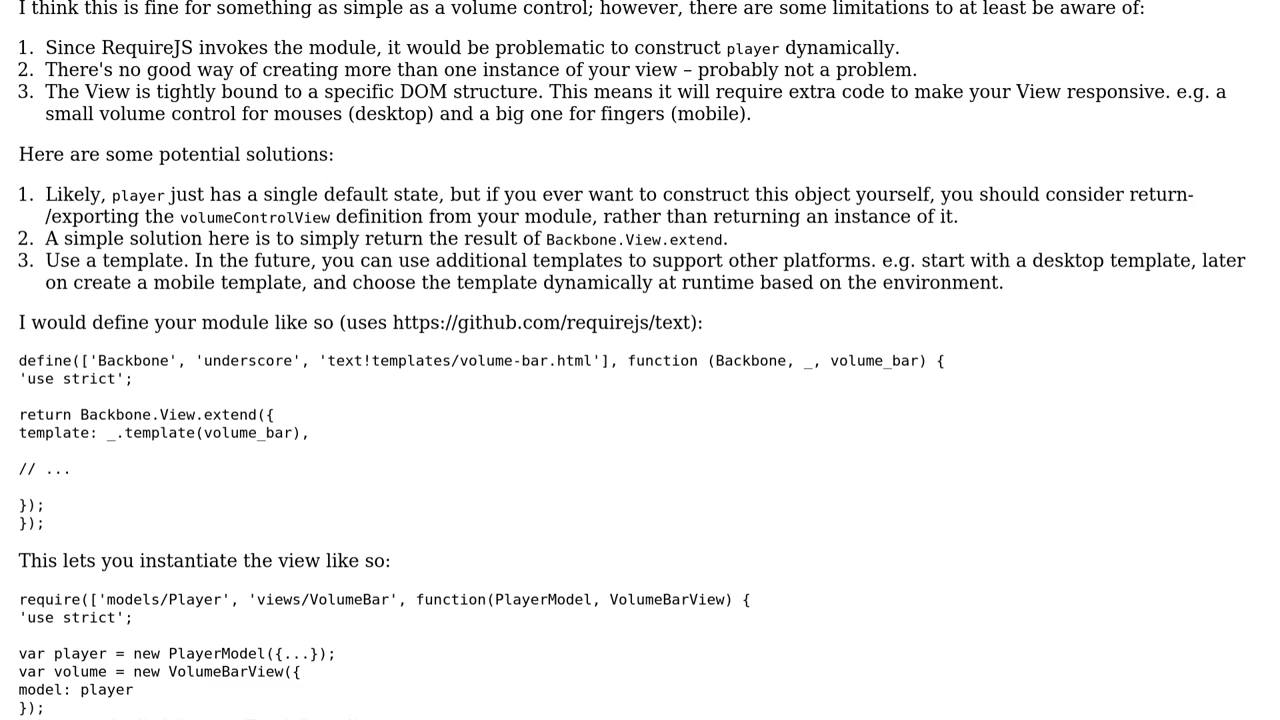 I think this is fine for something as simple as a volume control; however, there are some limitations to at least be aware of:
1. Since RequireJS invokes the module, it would be problematic to construct player dynamically.
2. There's no good way of creating more than one instance of your view – probably not a problem.
3. The View is tightly bound to a specific DOM structure. This means it will require extra code to make your View responsive. e.g. a
small volume control for mouses (desktop) and a big one for fingers (mobile).
Here are some potential solutions:
1. Likely, player just has a single default state, but if you ever want to construct this object yourself, you should consider return-
/exporting the volumeControlView definition from your module, rather than returning an instance of it.
2. A simple solution here is to simply return the result of Backbone.View.extend.
3. Use a template. In the future, you can use additional templates to support other platforms. e.g. start with a desktop template, later
on create a mobile template, and choose the template dynamically at runtime based on the environment.
I would define your module like so (uses https://github.com/requirejs/text):
define(['Backbone', 'underscore', 'text!templates/volume-bar.html'], function (Backbone, _, volume_bar) {
'use strict';
return Backbone.View.extend({
template: _.template(volume_bar),
// ...
});
});
This lets you instantiate the view like so:
require(['models/Player', 'views/VolumeBar', function(PlayerModel, VolumeBarView) {
'use strict';
var player = new PlayerModel({...});
var volume = new VolumeBarView({
model: player
});